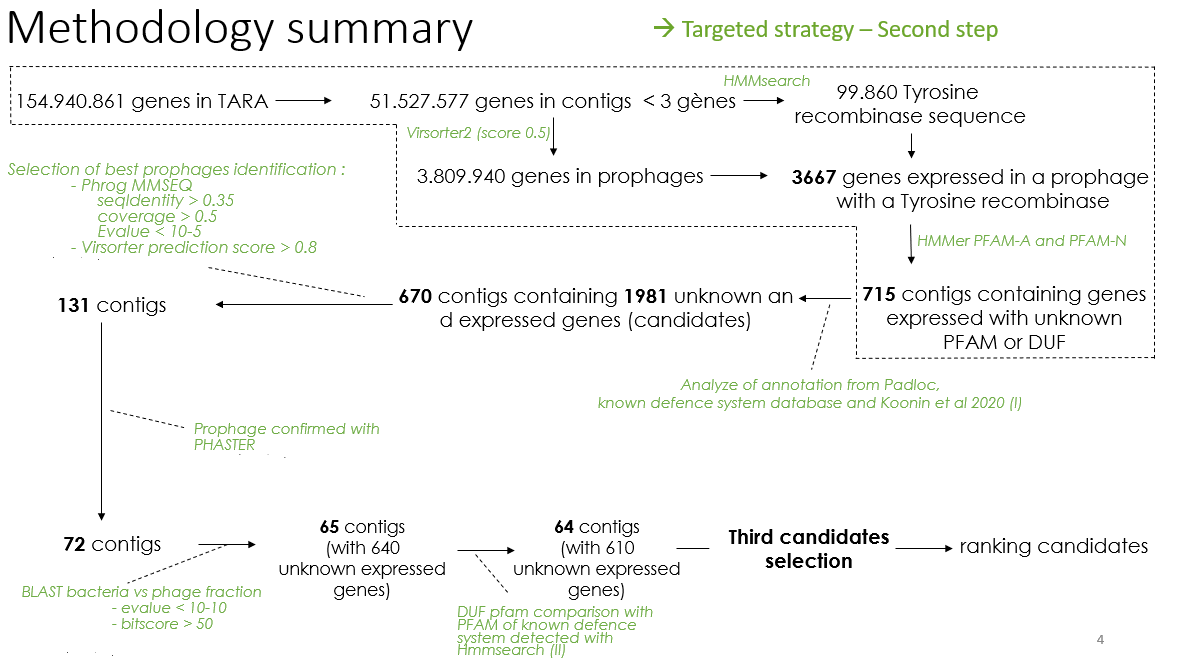 Methodology summary
→ Targeted strategy – Second step
154.940.861 genes in TARA
51.527.577 genes in contigs < 3 gènes
HMMsearch
99.860 Tyrosine
recombinase sequence
Virsorter2 (score 0.5)
3.809.940 genes in prophages
3667 genes expressed in a prophage
with a Tyrosine recombinase
HMMer PFAM-A and PFAM-N
715 contigs containing genes
expressed with unknown
PFAM or DUF
Analyze of annotation from Padloc,
known defence system database and Koonin et al 2020 (I)
670 contigs containing 1981 unknown an
d expressed genes (candidates)
Selection of best prophages identification :
- Phrog MMSEQ
seqIdentity > 0.35
coverage > 0.5
Evalue < 10-5
- Virsorter prediction score > 0.8
131 contigs
Prophage confirmed with
PHASTER
72 contigs
BLAST bacteria vs phage fraction
- evalue < 10-10
- bitscore > 50
65 contigs
(with 640
unknown expressed
genes)
DUF pfam comparison with
PFAM of known defence
system detected with
Hmmsearch (II)
64 contigs
(with 610
unknown expressed
genes)
Third candidates
selection
ranking candidates
4